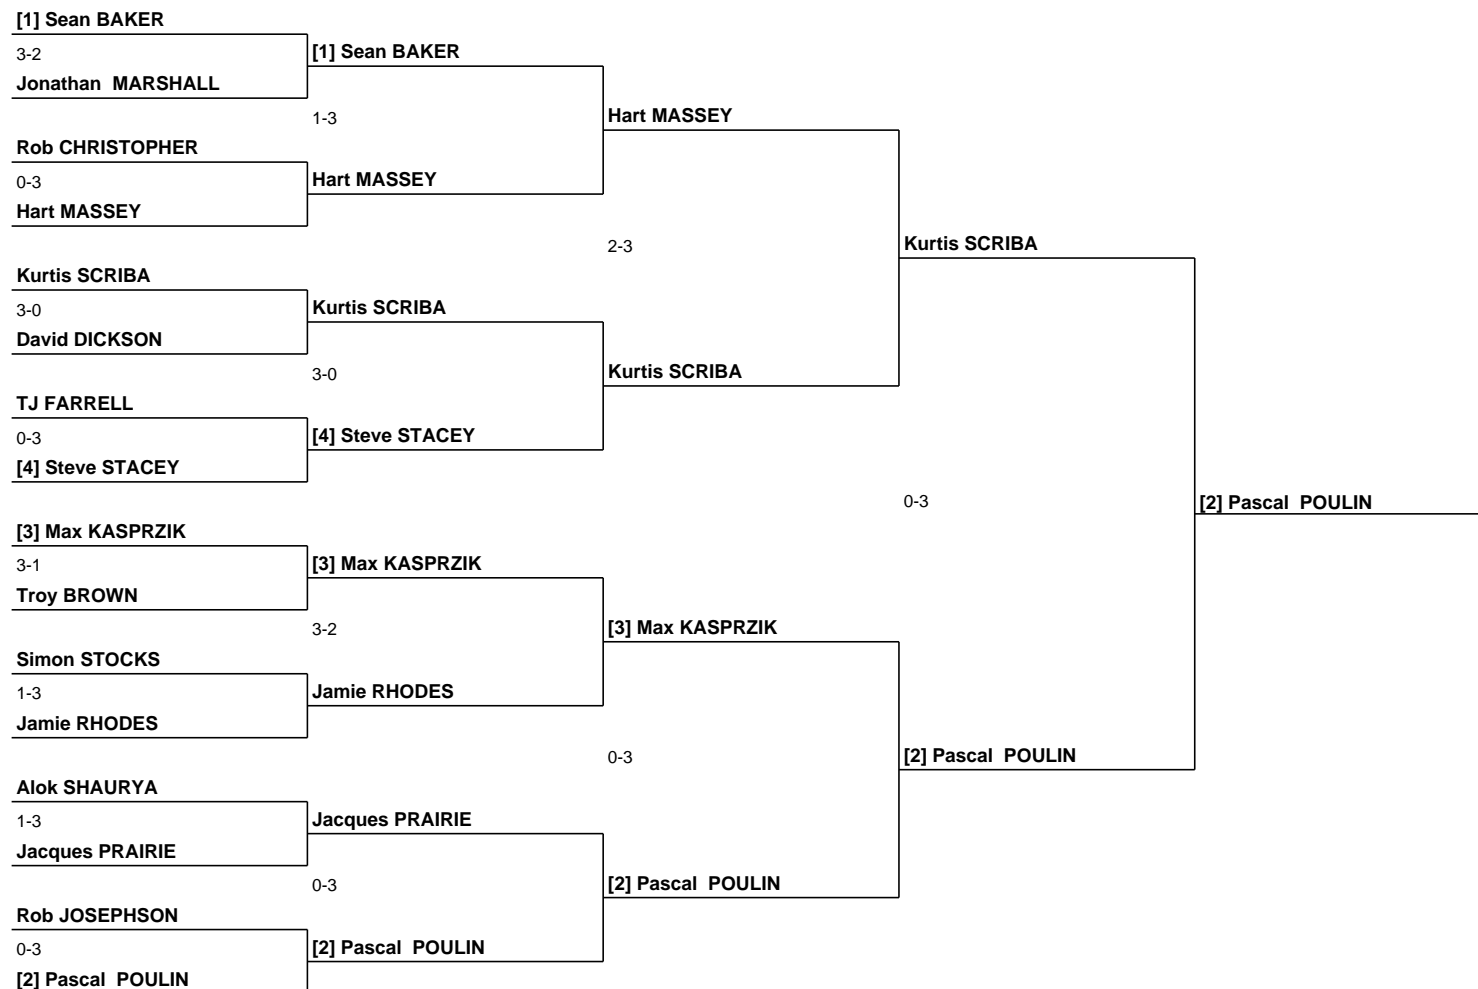 [1] Sean BAKER
3-2
Jonathan  MARSHALL
Rob CHRISTOPHER
0-3
Hart MASSEY
Kurtis SCRIBA
3-0
David DICKSON
TJ FARRELL
0-3
[4] Steve STACEY
[3] Max KASPRZIK
3-1
Troy BROWN
Simon STOCKS
1-3
Jamie RHODES
Alok SHAURYA
1-3
Jacques PRAIRIE
Rob JOSEPHSON
0-3
[2] Pascal  POULIN
[1] Sean BAKER
1-3
Hart MASSEY
Kurtis SCRIBA
3-0
[4] Steve STACEY
[3] Max KASPRZIK
3-2
Jamie RHODES
Jacques PRAIRIE
0-3
[2] Pascal  POULIN
Hart MASSEY
2-3
Kurtis SCRIBA
[3] Max KASPRZIK
0-3
[2] Pascal  POULIN
Kurtis SCRIBA
0-3
[2] Pascal  POULIN
[2] Pascal  POULIN